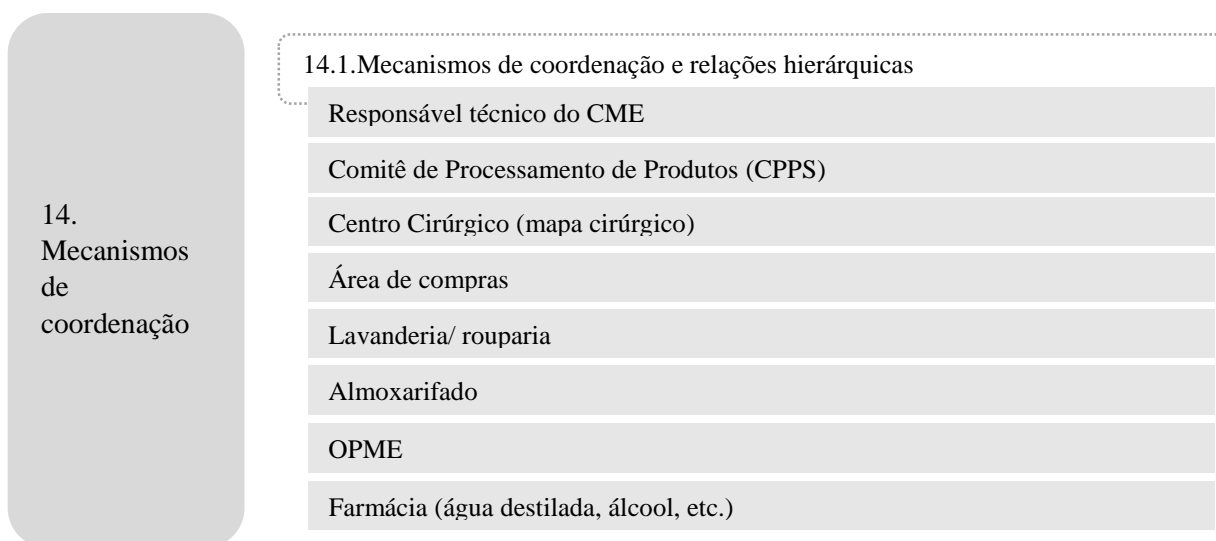 14.
Mecanismos
de
coordenação
14.1.Mecanismos de coordenação e relações hierárquicas
Responsável técnico do CME
Comitê de Processamento de Produtos (CPPS)
Centro Cirúrgico (mapa cirúrgico)
Área de compras
Lavanderia/ rouparia
Almoxarifado
OPME
Farmácia (água destilada, álcool, etc.)